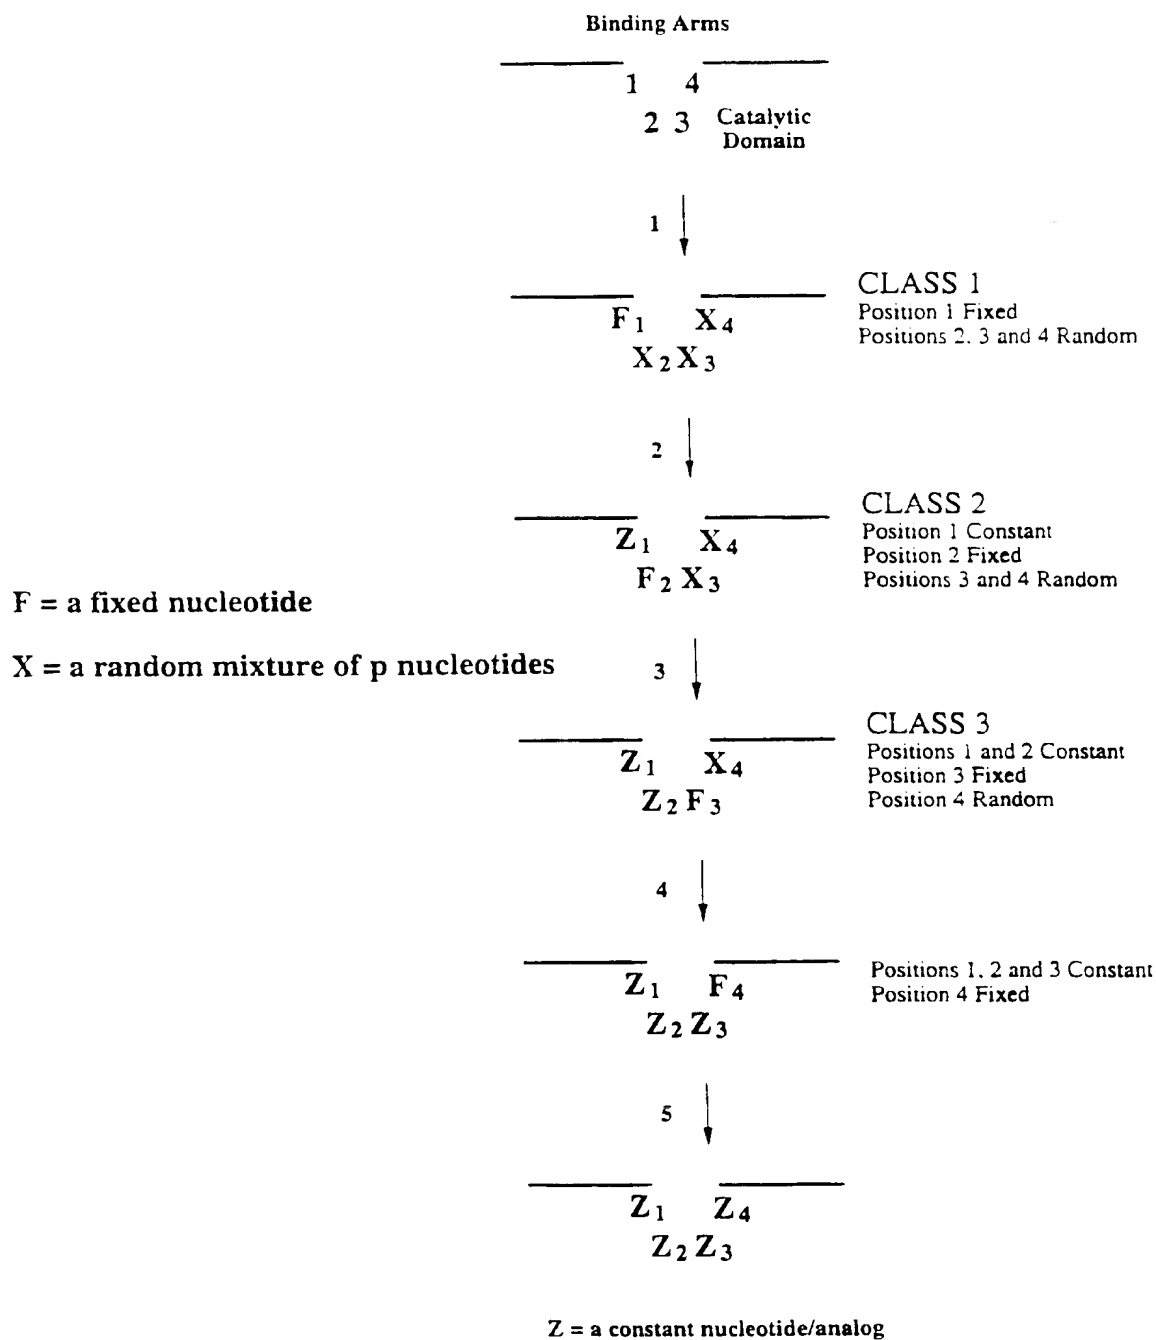 Binding Arms
1 4
2 3 Catalytic
Domain
1
CLASS 1
Position 1 Fixed
Positions 2, 3 and 4 Random
F1 X4
X2 X3
2
CLASS 2
Position 1 Constant
Position 2 Fixed
Positions 3 and 4 Random
Z1 X4
F2 X3
F = a fixed nucleotide
X = a random mixture of p nucleotides
3
CLASS 3
Positions 1 and 2 Constant
Position 3 Fixed
Position 4 Random
Z1 X4
Z2 F3
4
Positions 1, 2 and 3 Constant
Position 4 Fixed
Z1 F4
Z2 Z3
5
Z1 Z4
Z2 Z3
Z = a constant nucleotide/analog